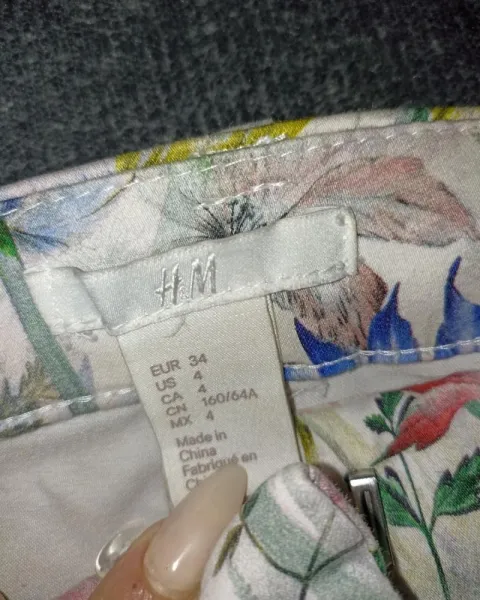 H&M
EUR 34
US 4
CA 4
CN 160/64A
MX 4
Made in
China
Fabriqué en